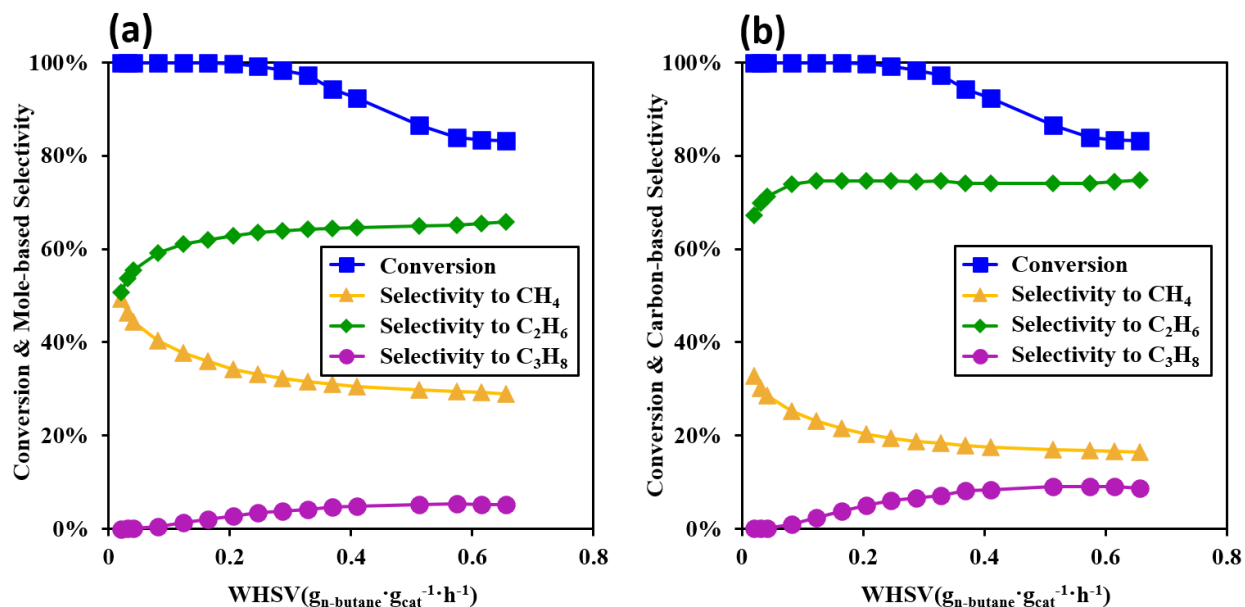 (a)
Conversion & Mole-based Selectivity
100%
80%
60%
40%
20%
0%
0
0.2
0.4
0.6
0.8
Conversion
Selectivity to CH₄
Selectivity to C₂H₆
Selectivity to C₃H₈
WHSV(gₙ₋butane·gcat⁻¹·h⁻¹)
(b)
Conversion & Carbon-based Selectivity
100%
80%
60%
40%
20%
0%
0
0.2
0.4
0.6
0.8
Conversion
Selectivity to CH₄
Selectivity to C₂H₆
Selectivity to C₃H₈
WHSV(gₙ₋butane·gcat⁻¹·h⁻¹)